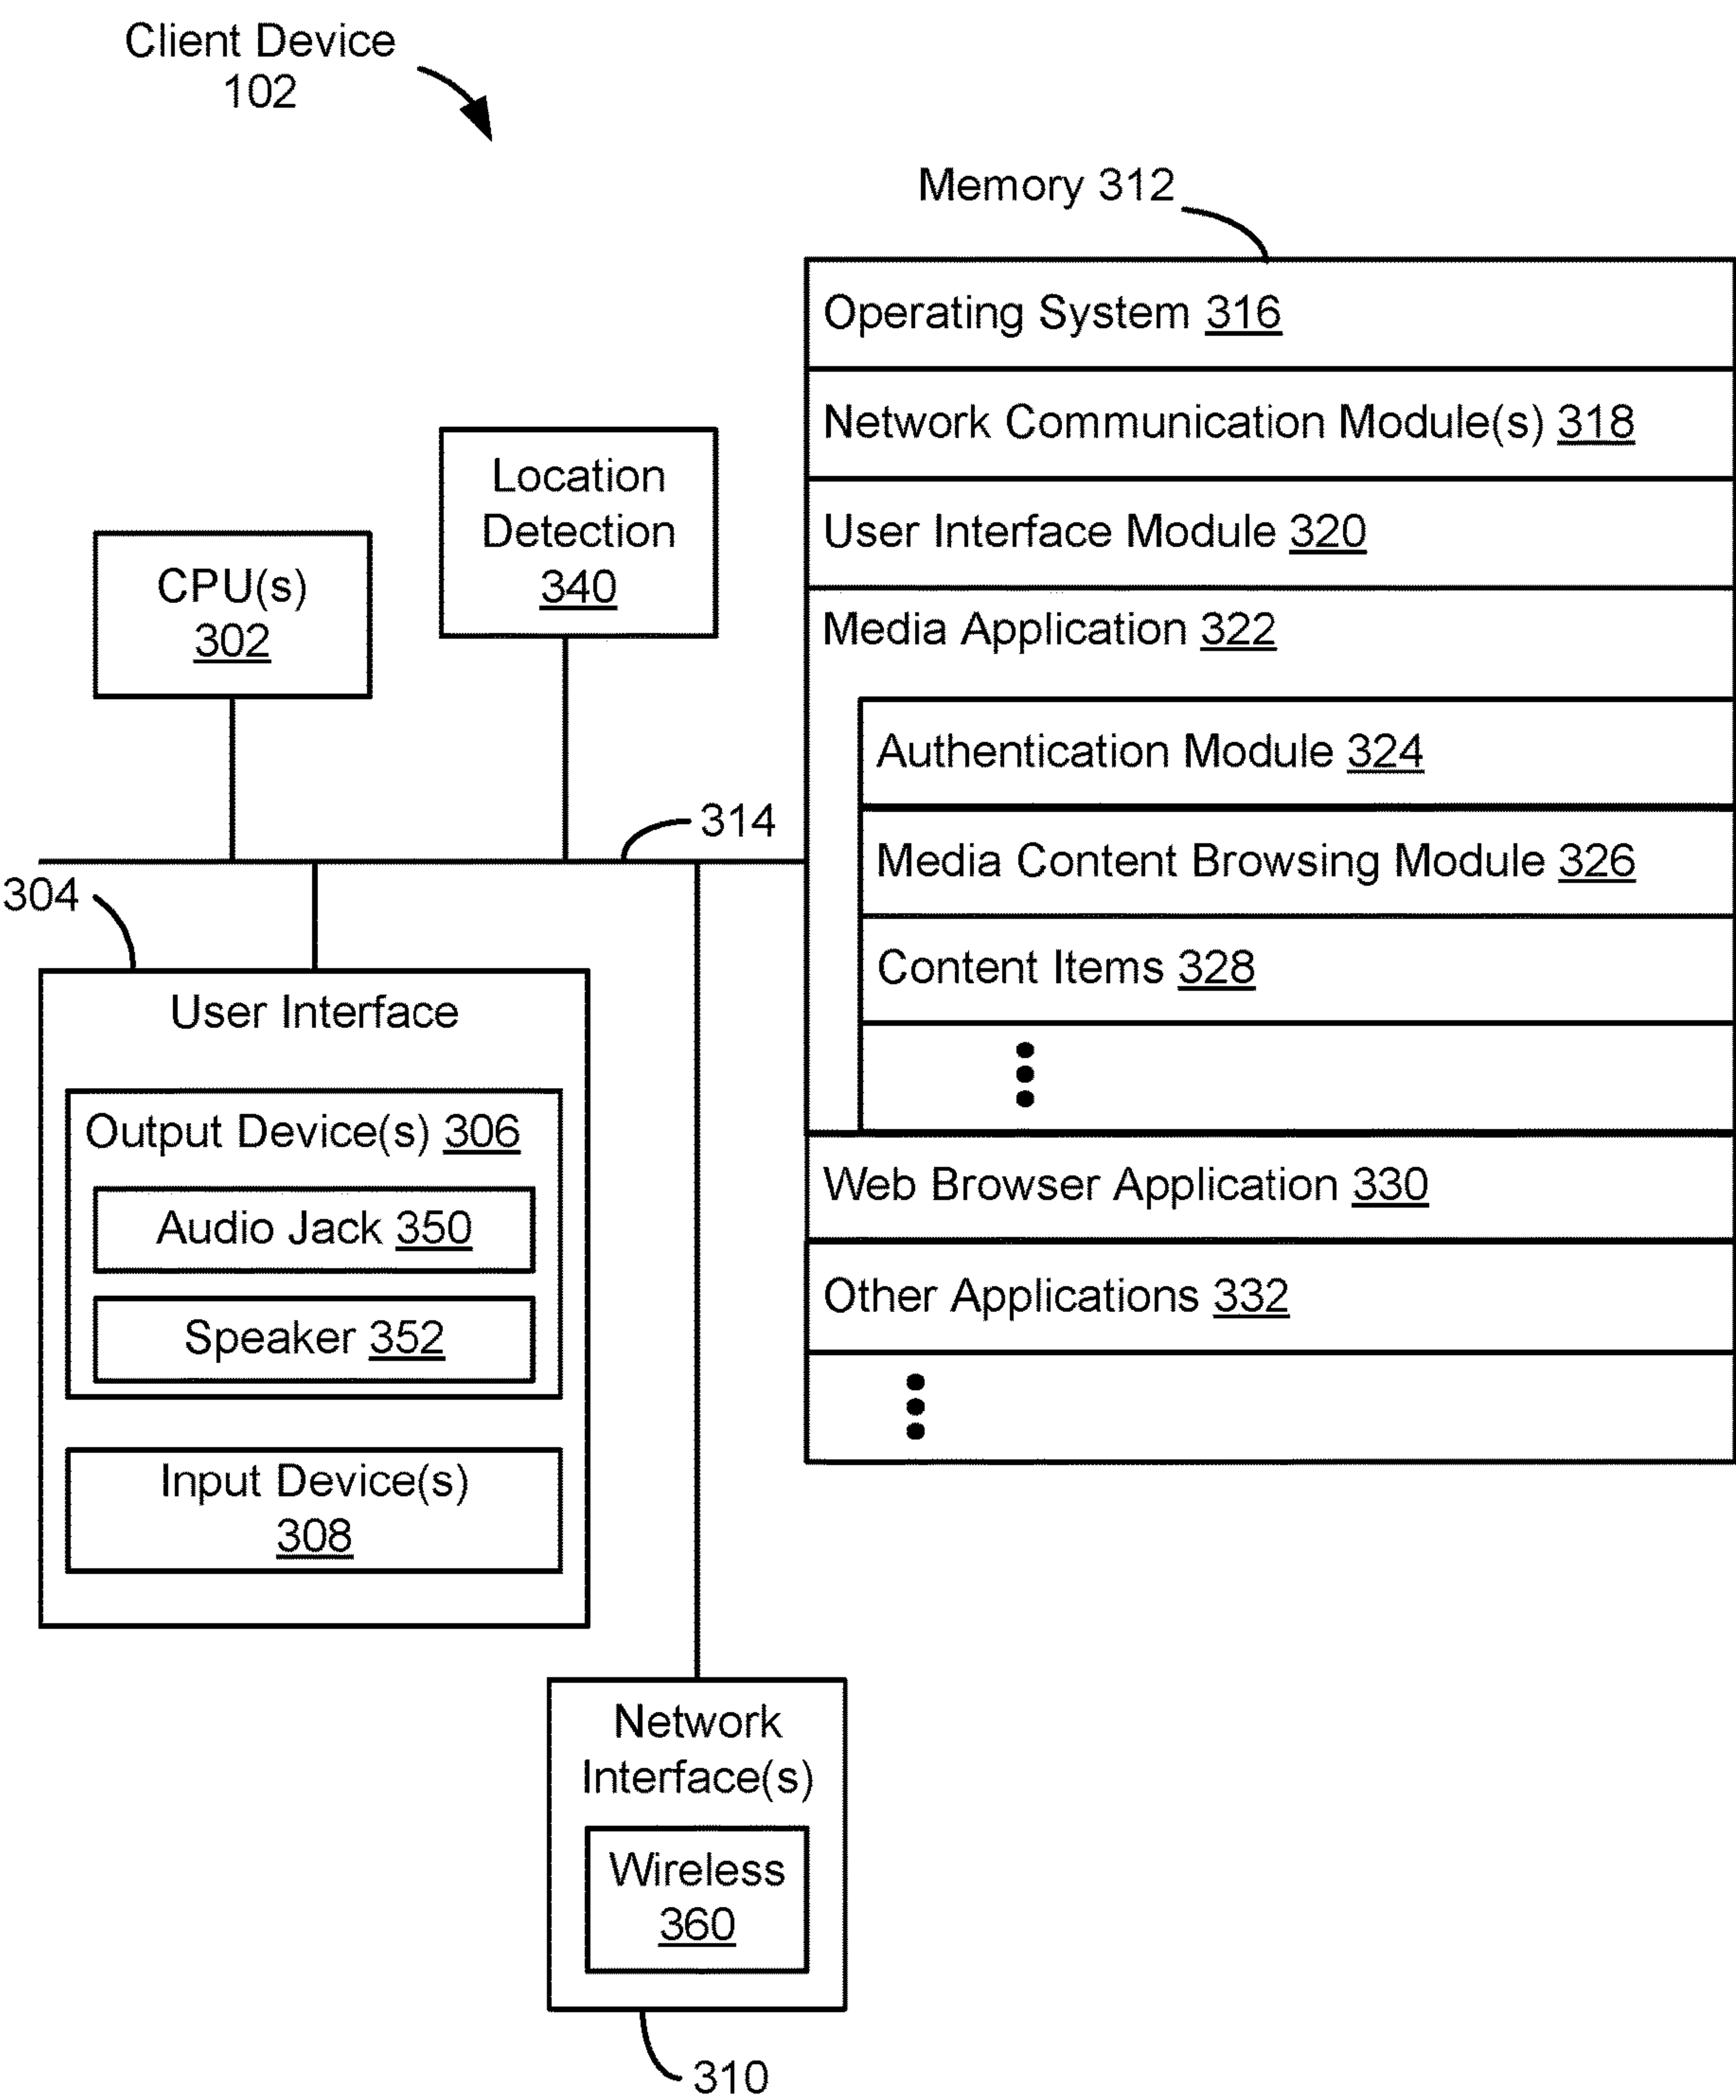 Client Device
102
Memory 312
Operating System 316
Network Communication Module(s) 318
User Interface Module 320
Media Application 322
Authentication Module 324
Media Content Browsing Module 326
Content Items 328
Web Browser Application 330
Other Applications 332
Location
Detection
340
CPU(s)
302
314
304
User Interface
Output Device(s) 306
Audio Jack 350
Speaker 352
Input Device(s)
308
Network
Interface(s)
Wireless
360
310